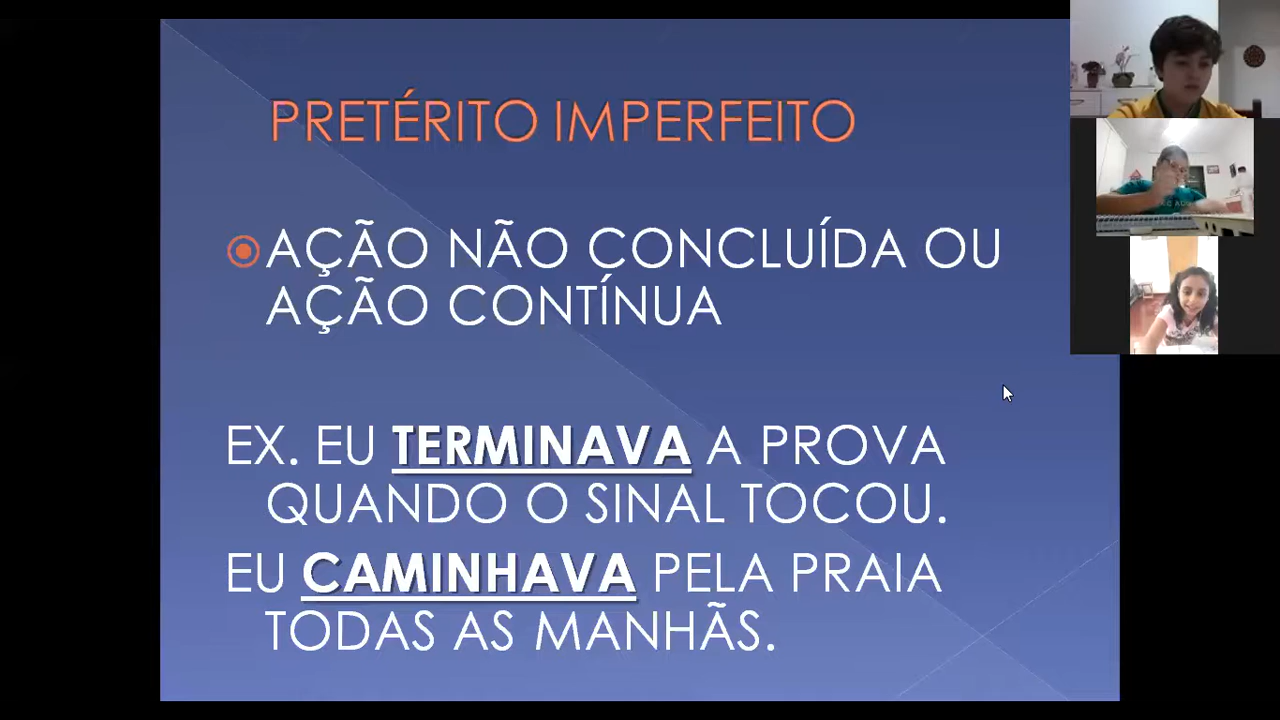 PRETÉRITO IMPERFEITO
AÇÃO NÃO CONCLUÍDA OU
AÇÃO CONTÍNUA
EX. EU TERMINAVA A PROVA
QUANDO O SINAL TOCOU.
EU CAMINHAVA PELA PRAIA
TODAS AS MANHÃS.